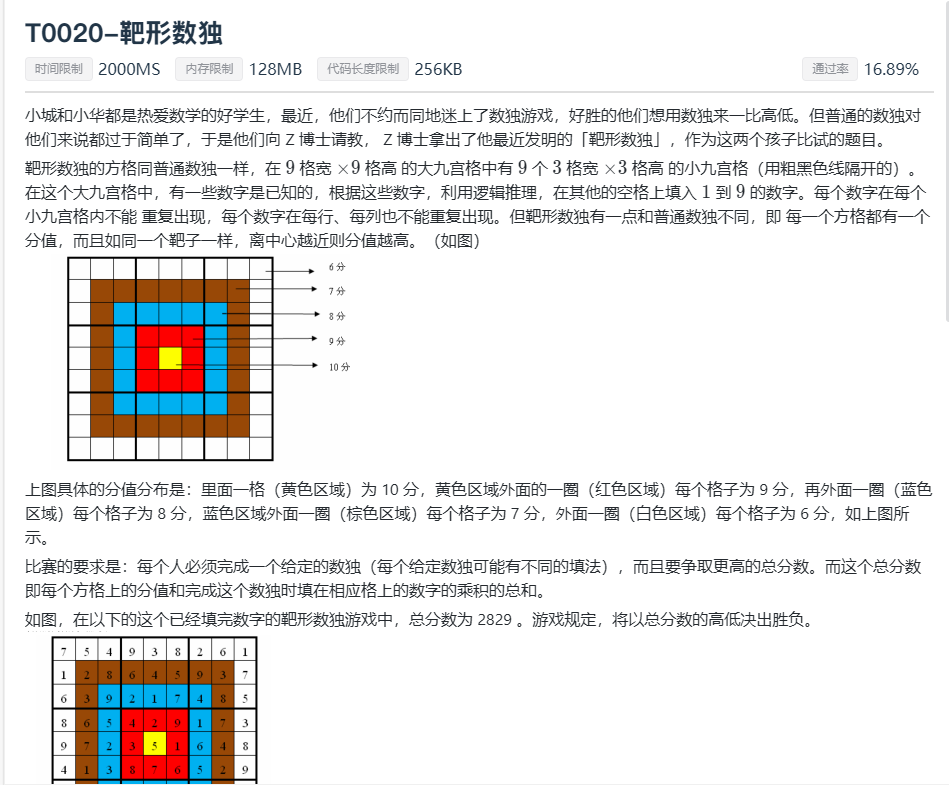 T0020-靶形数独
时间限制 2000MS 内存限制 128MB 代码长度限制 256KB 通过率 16.89%
小城和小华都是热爱数学的好学生，最近，他们不约而同地迷上了数独游戏，好胜的他们想用数独来一比高低。但普通的数独对
他们来说都过于简单了，于是他们向 Z 博士请教， Z 博士拿出了他最近发明的「靶形数独」，作为这两个孩子比试的题目。
靶形数独的方格同普通数独一样，在 9 格宽 ×9 格高 的大九宫格中有 9 个 3 格宽 ×3 格高 的小九宫格（用粗黑色线隔开的）。
在这个大九宫格中，有一些数字是已知的，根据这些数字，利用逻辑推理，在其他的空格上填入 1 到 9 的数字。每个数字在每个
小九宫格内不能 重复出现，每个数字在每行、每列也不能重复出现。但靶形数独有一点和普通数独不同，即 每一个方格都有一个
分值，而且如同一个靶子一样，离中心越近则分值越高。（如图）
6 分
7 分
8 分
9 分
10 分
上图具体的分值分布是：里面一格（黄色区域）为 10 分，黄色区域外面的一圈（红色区域）每个格子为 9 分，再外面一圈（蓝色
区域）每个格子为 8 分，蓝色区域外面一圈（棕色区域）每个格子为 7 分，外面一圈（白色区域）每个格子为 6 分，如上图所
示。
比赛的要求是：每个人必须完成一个给定的数独（每个给定数独可能有不同的填法），而且要争取更高的总分数。而这个总分数
即每个方格上的分值和完成这个数独时填在相应格上的数字的乘积的总和。
如图，在以下的这个已经填完数字的靶形数独游戏中，总分数为 2829 。游戏规定，将以总分数的高低决出胜负。
7 5 4 9 3 8 2 6 1
1 2 8 6 4 5 9 3 7
6 3 9 2 1 7 4 8 5
8 6 5 4 2 9 1 7 3
9 7 2 3 5 1 6 4 8
4 1 3 8 7 6 5 2 9